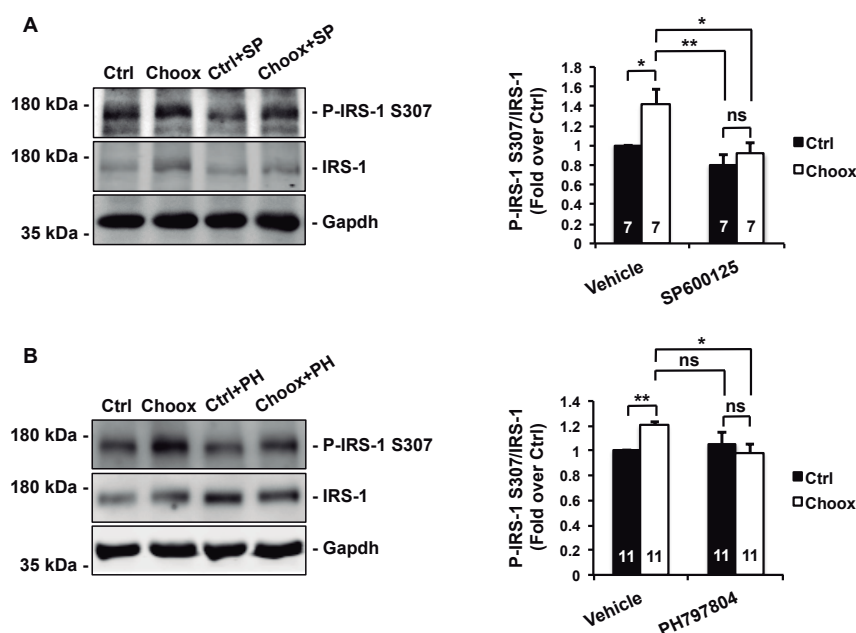 A
Ctrl Choox Ctrl+SP Choox+SP
180 kDa -
- P-IRS-1 S307
180 kDa -
- IRS-1
- Gapdh
35 kDa -
P-IRS-1 S307/IRS-1
(Fold over Ctrl)
1.8
1.6
1.4
1.2
1
0.8
0.6
0.4
0.2
0
*
**
*
ns
7 7 7 7
Vehicle SP600125
Ctrl
Choox
B
Ctrl Choox Ctrl+PH Choox+PH
180 kDa -
- P-IRS-1 S307
180 kDa -
- IRS-1
- Gapdh
35 kDa -
P-IRS-1 S307/IRS-1
(Fold over Ctrl)
1.4
1.2
1
0.8
0.6
0.4
0.2
0
*
ns
**
ns
11 11 11 11
Vehicle PH797804
Ctrl
Choox